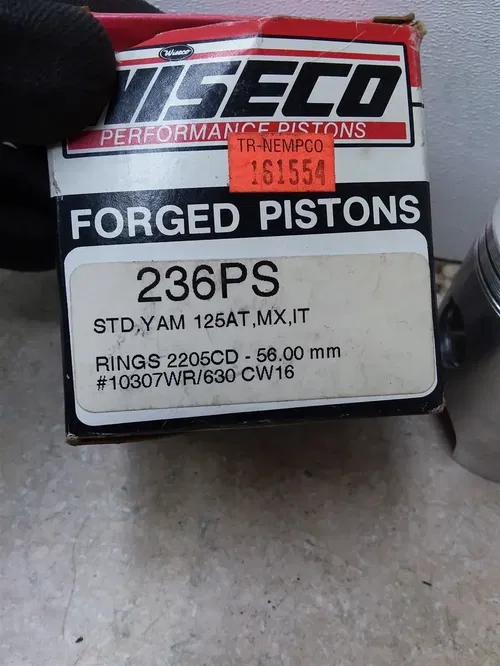 Wiseco
WISECO
PERFORMANCE PISTONS
TR-NEMPCO
161554
FORGED PISTONS
236PS
STD,YAM 125AT,MX,IT
RINGS 2205CD - 56.00 mm
#10307WR/630 CW16